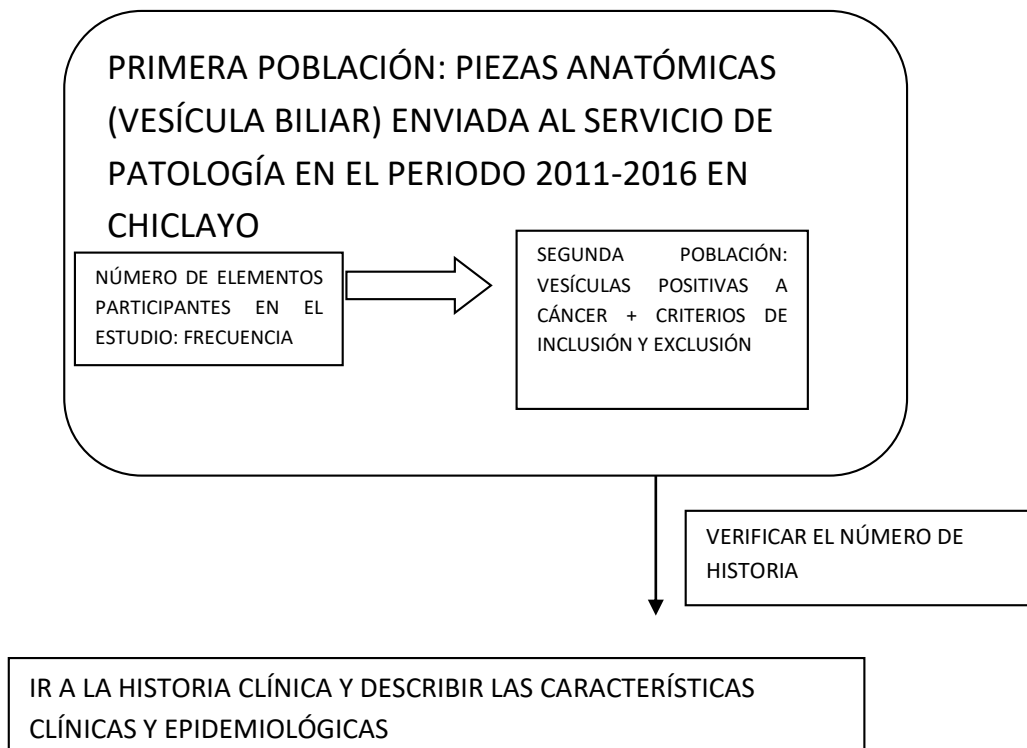 PRIMERA POBLACIÓN: PIEZAS ANATÓMICAS
(VESÍCULA BILIAR) ENVIADA AL SERVICIO DE
PATOLOGÍA EN EL PERIODO 2011-2016 EN
CHICLAYO
NÚMERO DE ELEMENTOS
PARTICIPANTES EN EL
ESTUDIO: FRECUENCIA
SEGUNDA POBLACIÓN:
VESÍCULAS POSITIVAS A
CÁNCER + CRITERIOS DE
INCLUSIÓN Y EXCLUSIÓN
VERIFICAR EL NÚMERO DE
HISTORIA
IR A LA HISTORIA CLÍNICA Y DESCRIBIR LAS CARACTERÍSTICAS
CLÍNICAS Y EPIDEMIOLÓGICAS